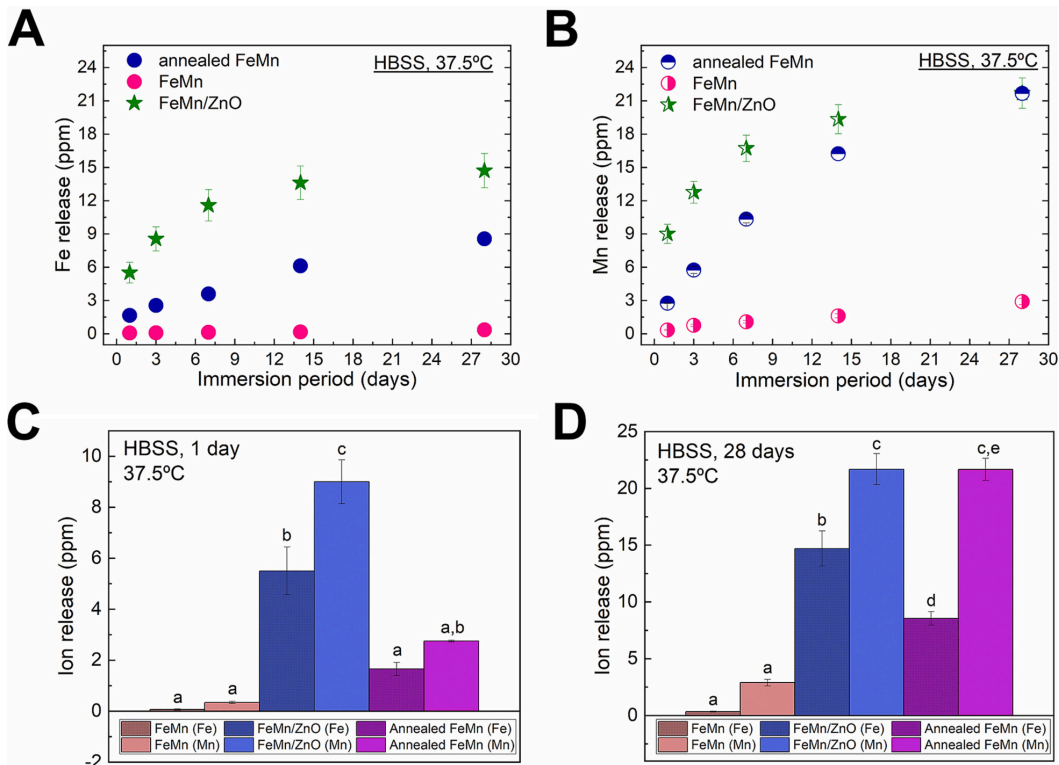 A
HBSS, 37.5ºC
annealed FeMn
FeMn
FeMn/ZnO
Fe release (ppm)
24
21
18
15
12
9
6
3
0
0 3 6 9 12 15 18 21 24 27 30
Immersion period (days)
B
HBSS, 37.5ºC
annealed FeMn
FeMn
FeMn/ZnO
Mn release (ppm)
24
21
18
15
12
9
6
3
0
0 3 6 9 12 15 18 21 24 27 30
Immersion period (days)
C
HBSS, 1 day
37.5ºC
Ion release (ppm)
10
8
6
4
2
0
-2
a a b c a a,b
FeMn (Fe) FeMn/ZnO (Fe) Annealed FeMn (Fe)
FeMn (Mn) FeMn/ZnO (Mn) Annealed FeMn (Mn)
D
HBSS, 28 days
37.5ºC
Ion release (ppm)
25
20
15
10
5
0
a a b c d c,e
FeMn (Fe) FeMn/ZnO (Fe) Annealed FeMn (Fe)
FeMn (Mn) FeMn/ZnO (Mn) Annealed FeMn (Mn)